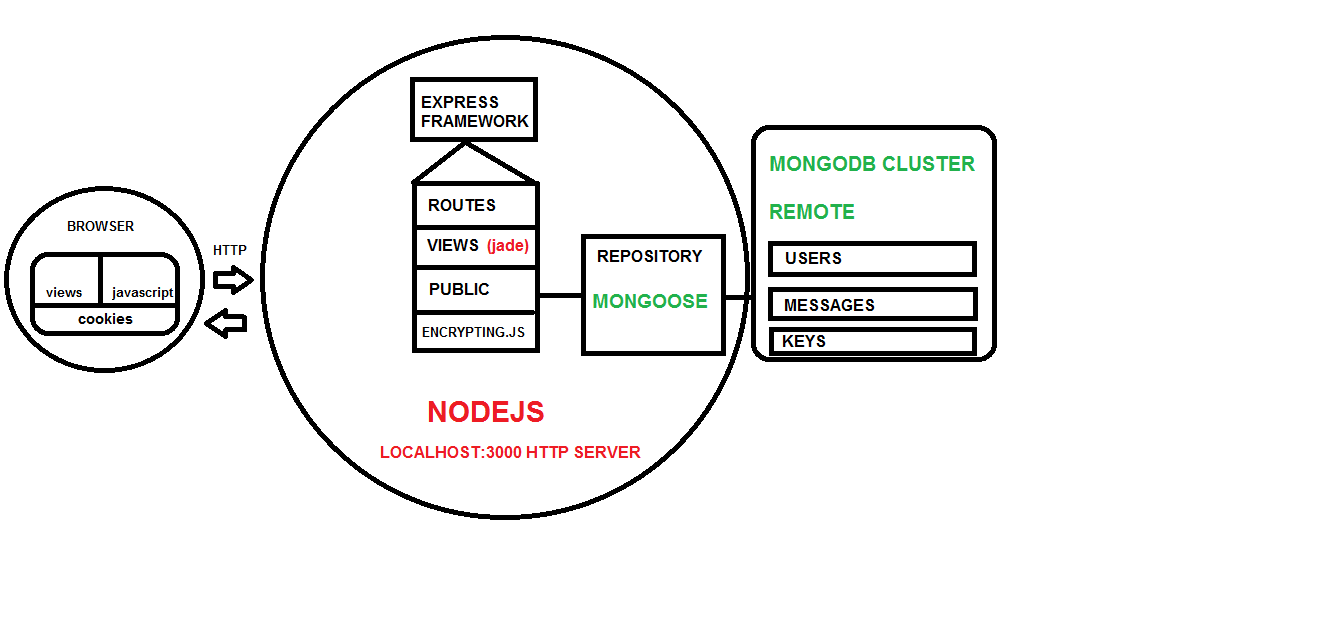 BROWSER
views
javascript
cookies
HTTP
EXPRESS
FRAMEWORK
ROUTES
VIEWS (jade)
PUBLIC
ENCRYPTING.JS
REPOSITORY
MONGOOSE
NODEJS
LOCALHOST:3000 HTTP SERVER
MONGODB CLUSTER
REMOTE
USERS
MESSAGES
KEYS